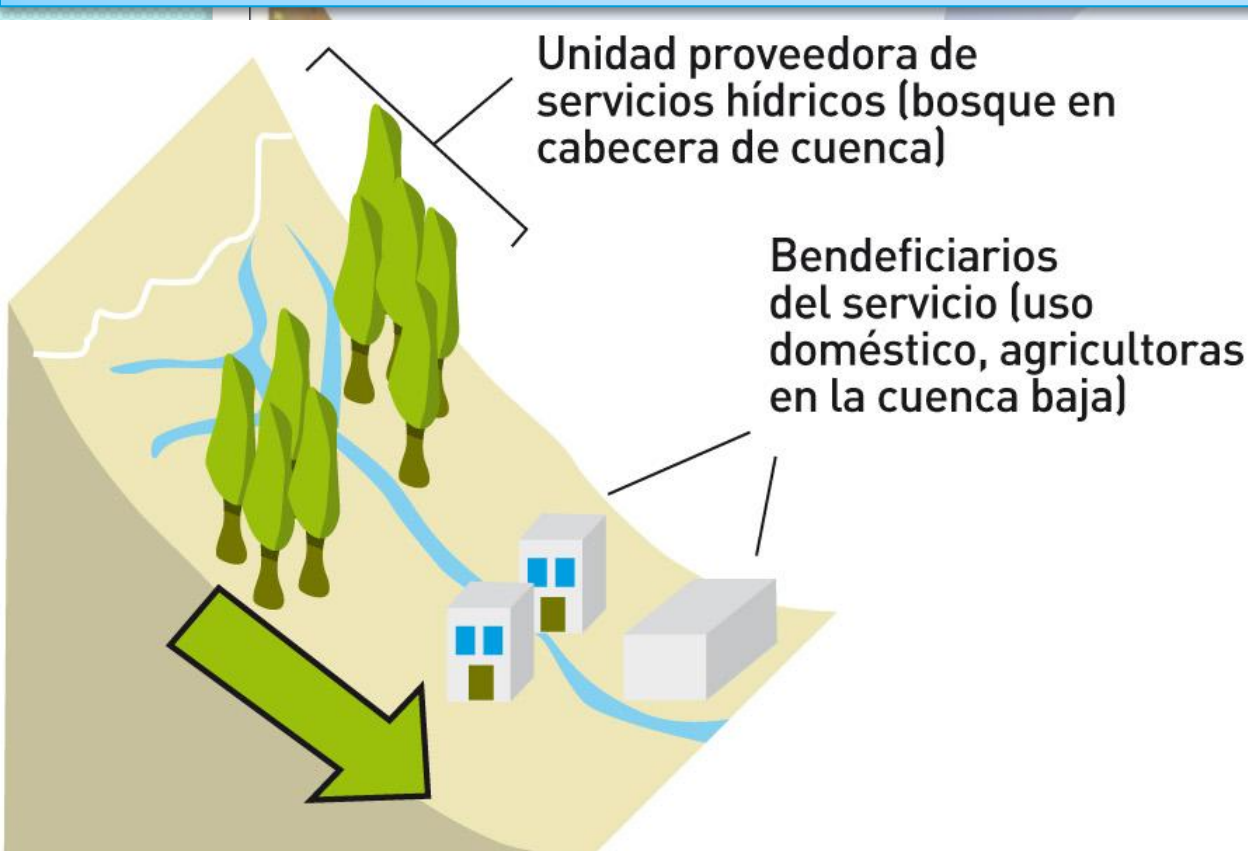 Unidad proveedora de
servicios hídricos (bosque en
cabecera de cuenca)
Bendeficiarios
del servicio (uso
doméstico, agricultoras
en la cuenca baja)